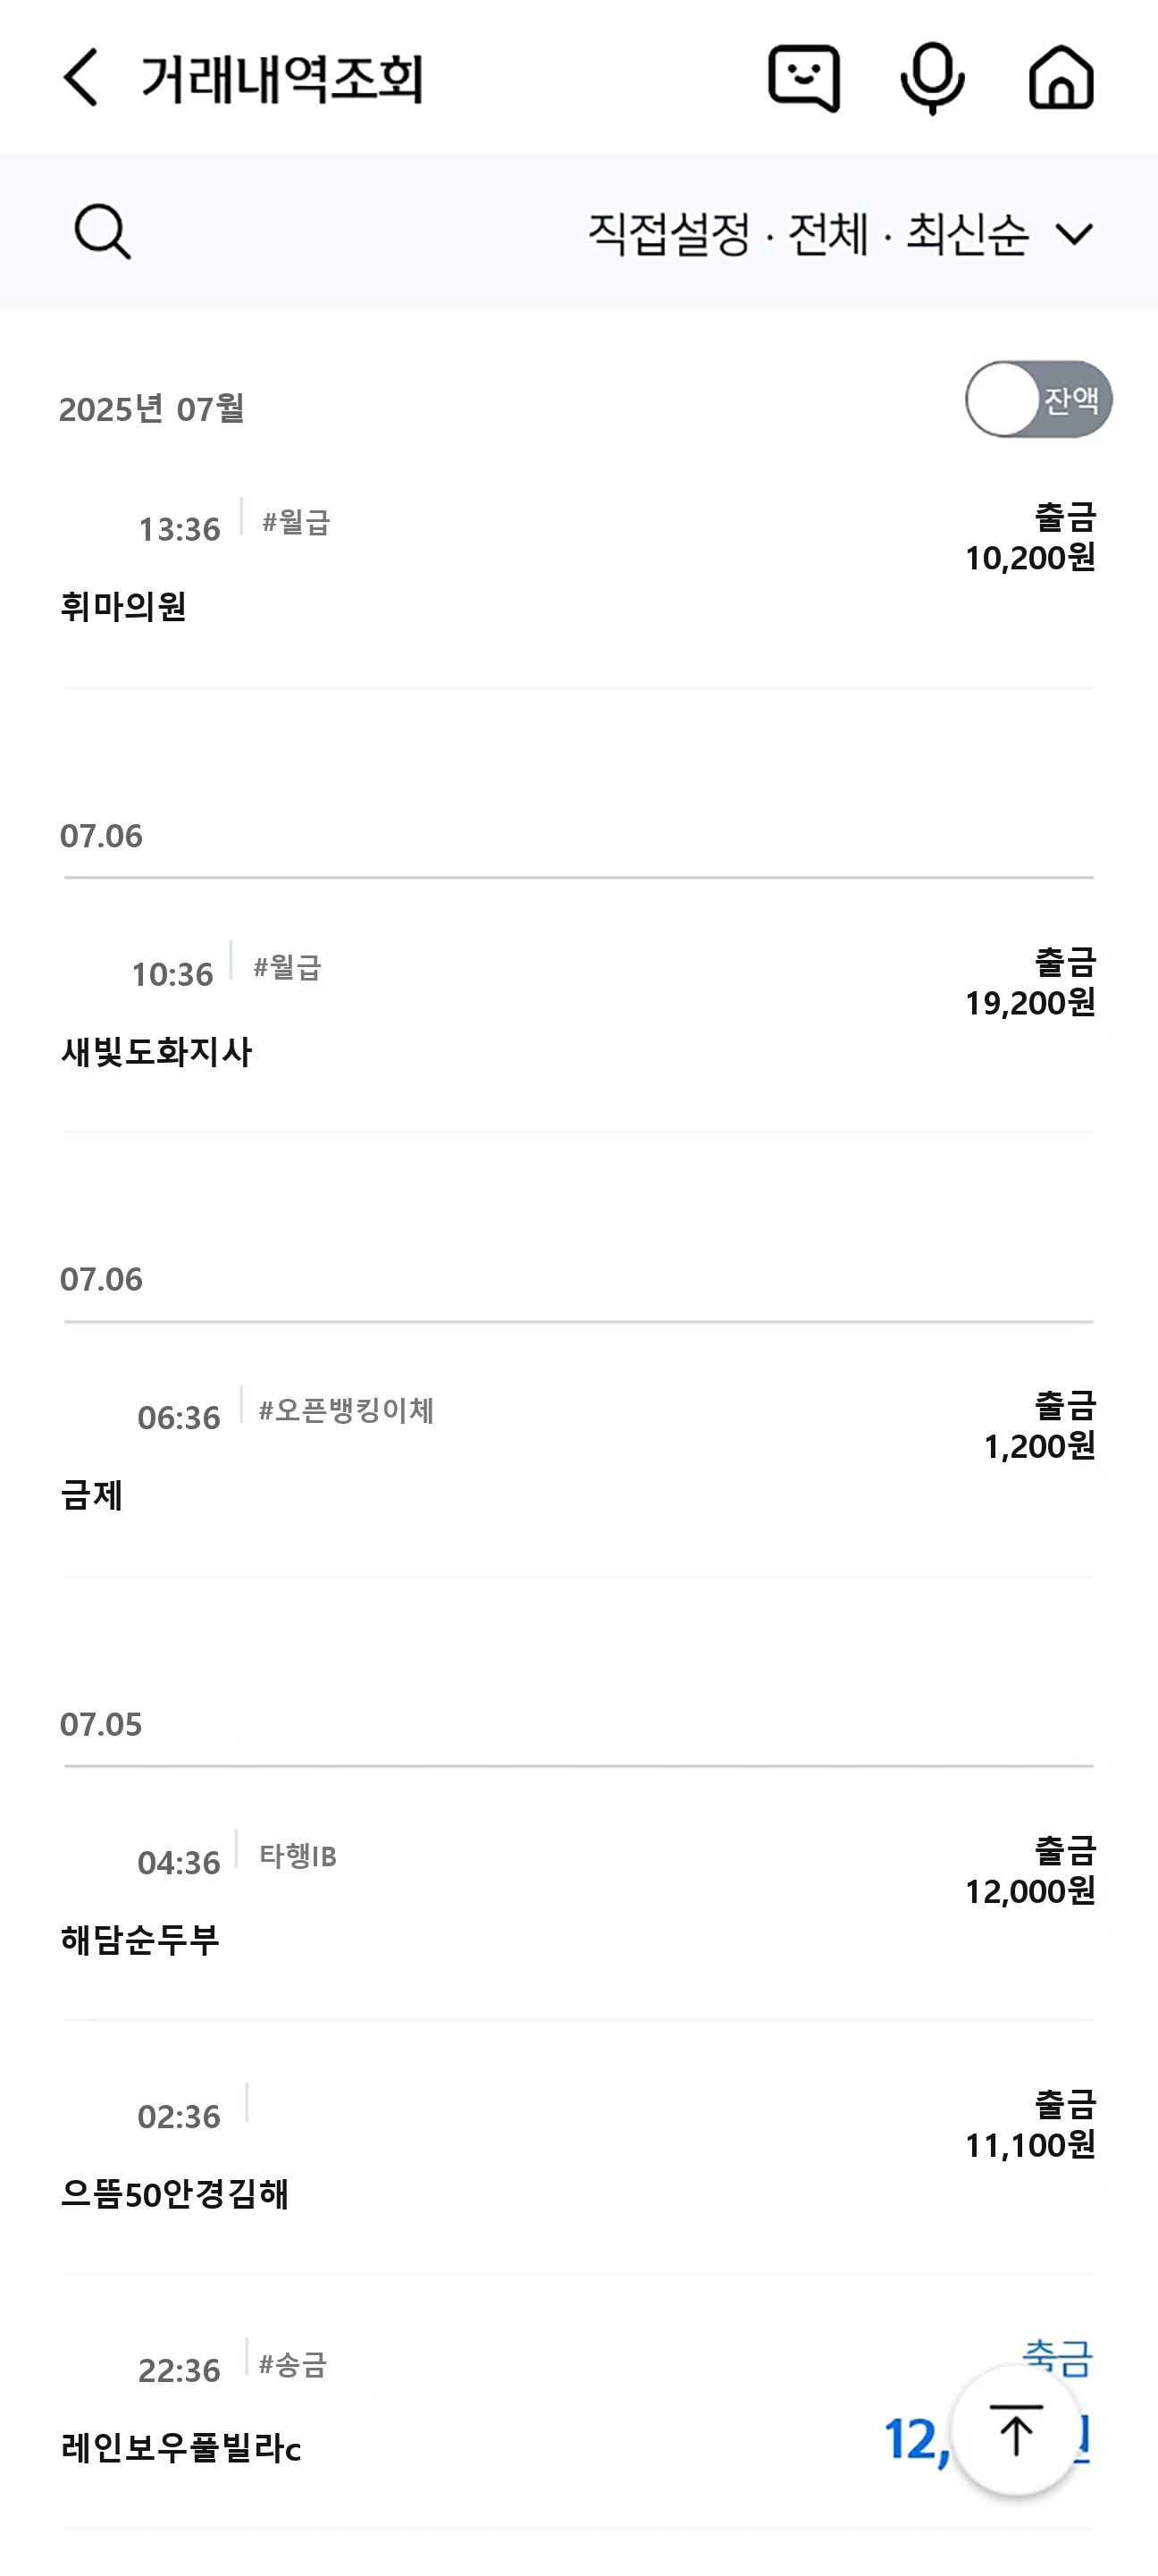 거래내역조회
직접설정 · 전체 · 최신순
2025년 07월
잔액
13:36 #월급
출금
10,200원
휘마의원
07.06
10:36 #월급
출금
19,200원
새빛도화지사
07.06
06:36 #오픈뱅킹이체
출금
1,200원
금제
07.05
04:36 타행IB
출금
12,000원
해담순두부
02:36
출금
11,100원
으뜸50안경김해
22:36 #송금
레인보우풀빌라c
12,